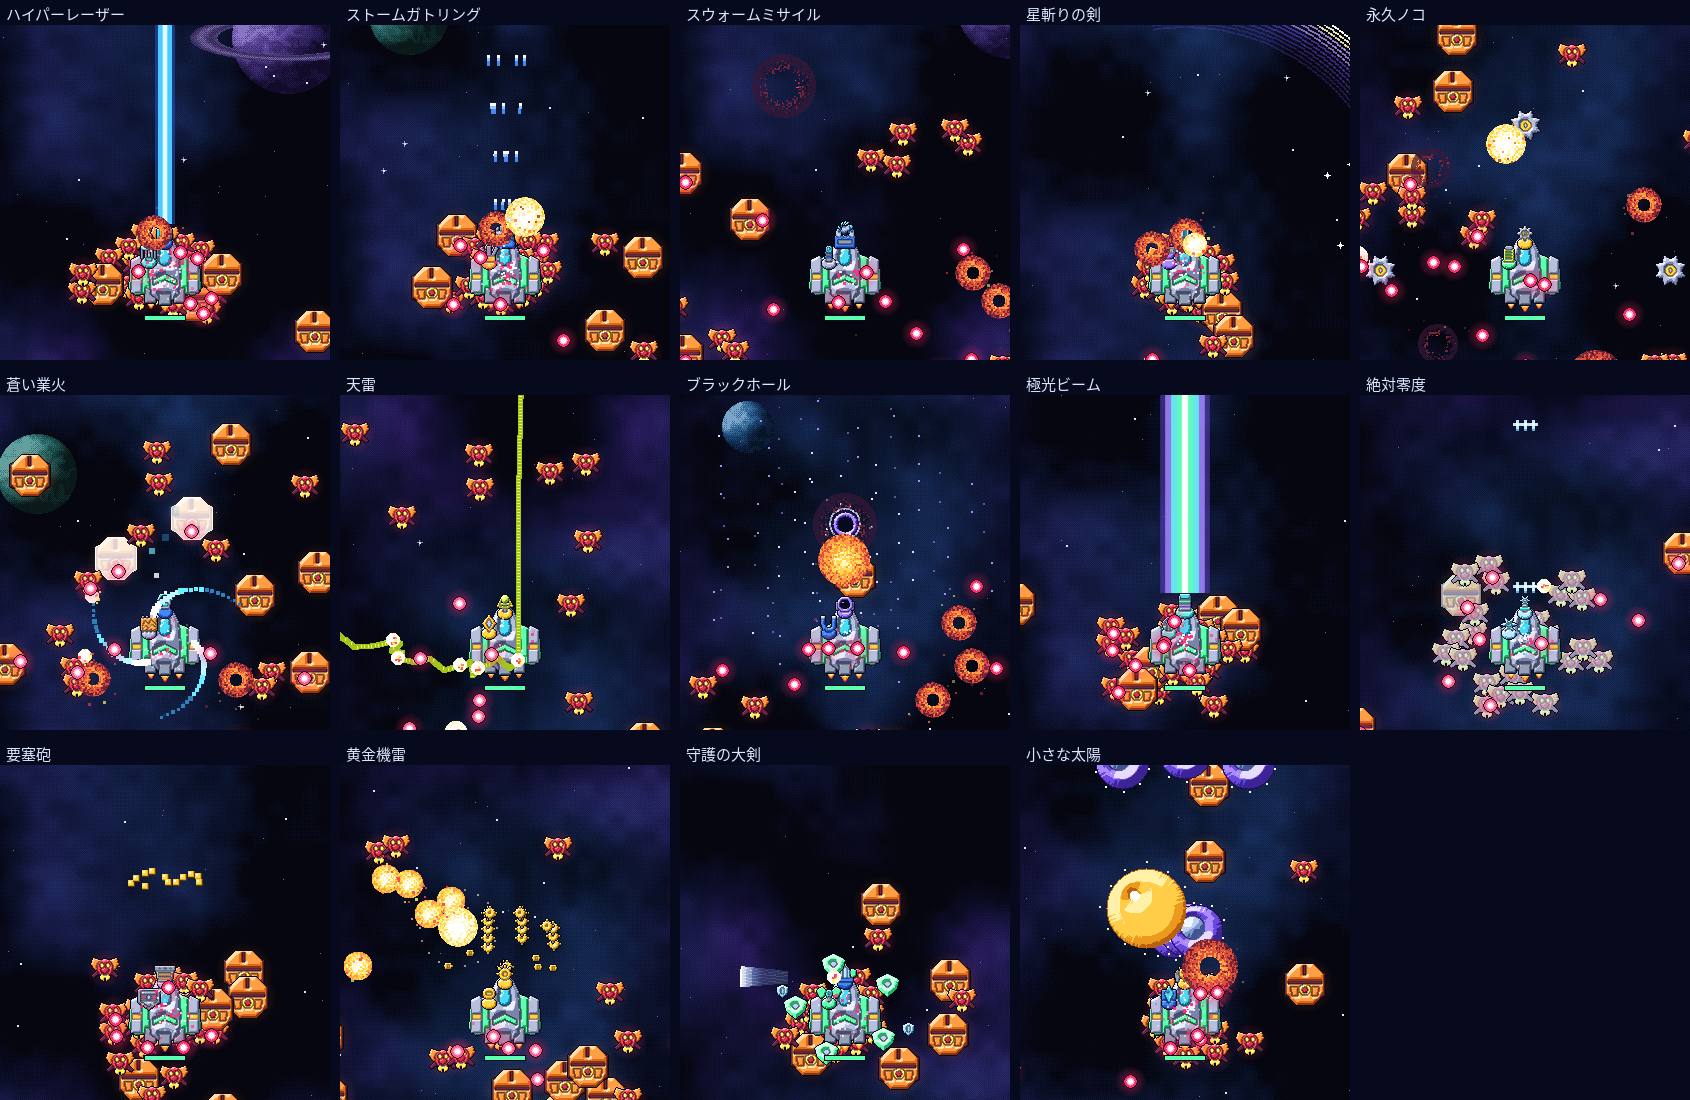 ハイパーレーザー
ストームガトリング
スウォームミサイル
星斬りの剣
永久ノコ
蒼い業火
天雷
ブラックホール
極光ビーム
絶対零度
要塞砲
黄金機雷
守護の大剣
小さな太陽